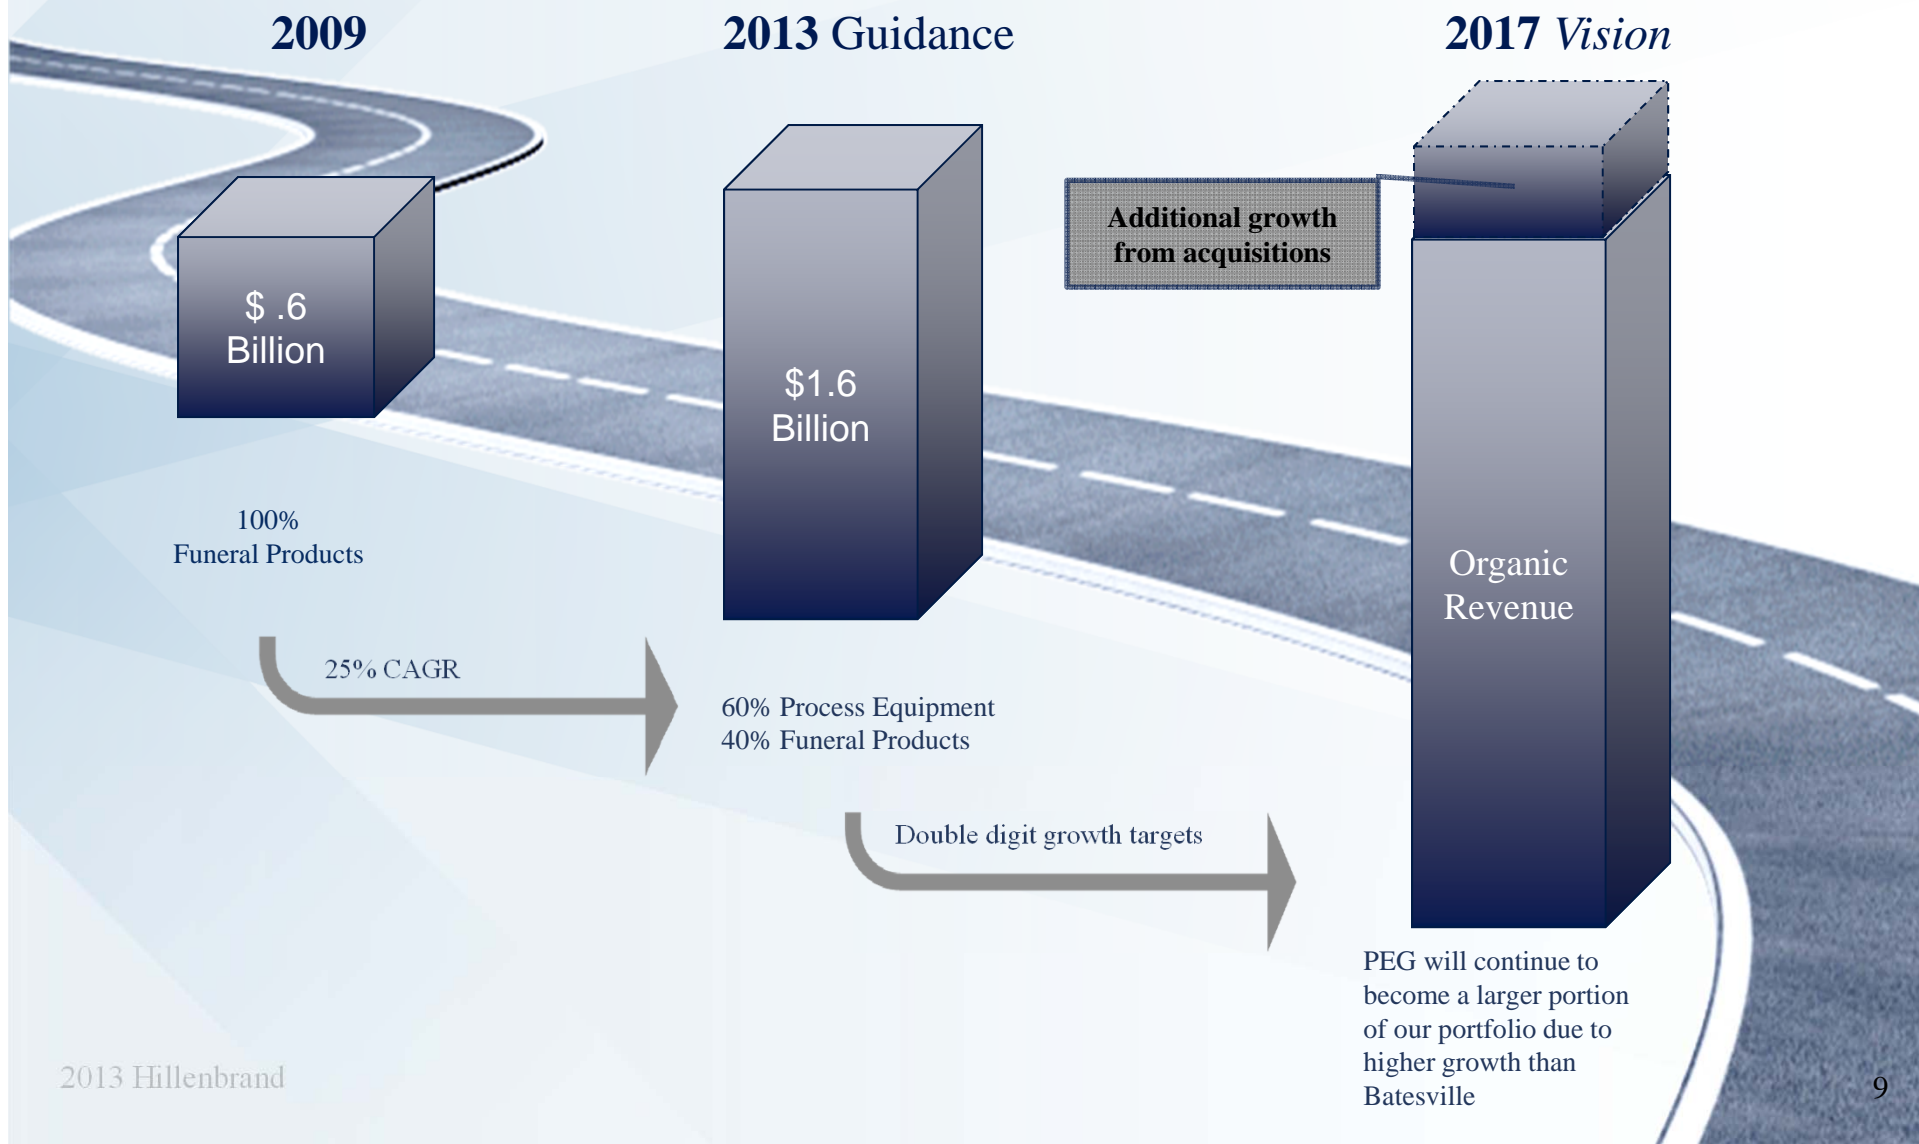 2009
2013 Guidance
2017 Vision
$ .6
Billion
$1.6
Billion
Additional growth
from acquisitions
Organic
Revenue
100%
Funeral Products
25% CAGR
60% Process Equipment
40% Funeral Products
Double digit growth targets
PEG will continue to
become a larger portion
of our portfolio due to
higher growth than
Batesville
2013 Hillenbrand
9